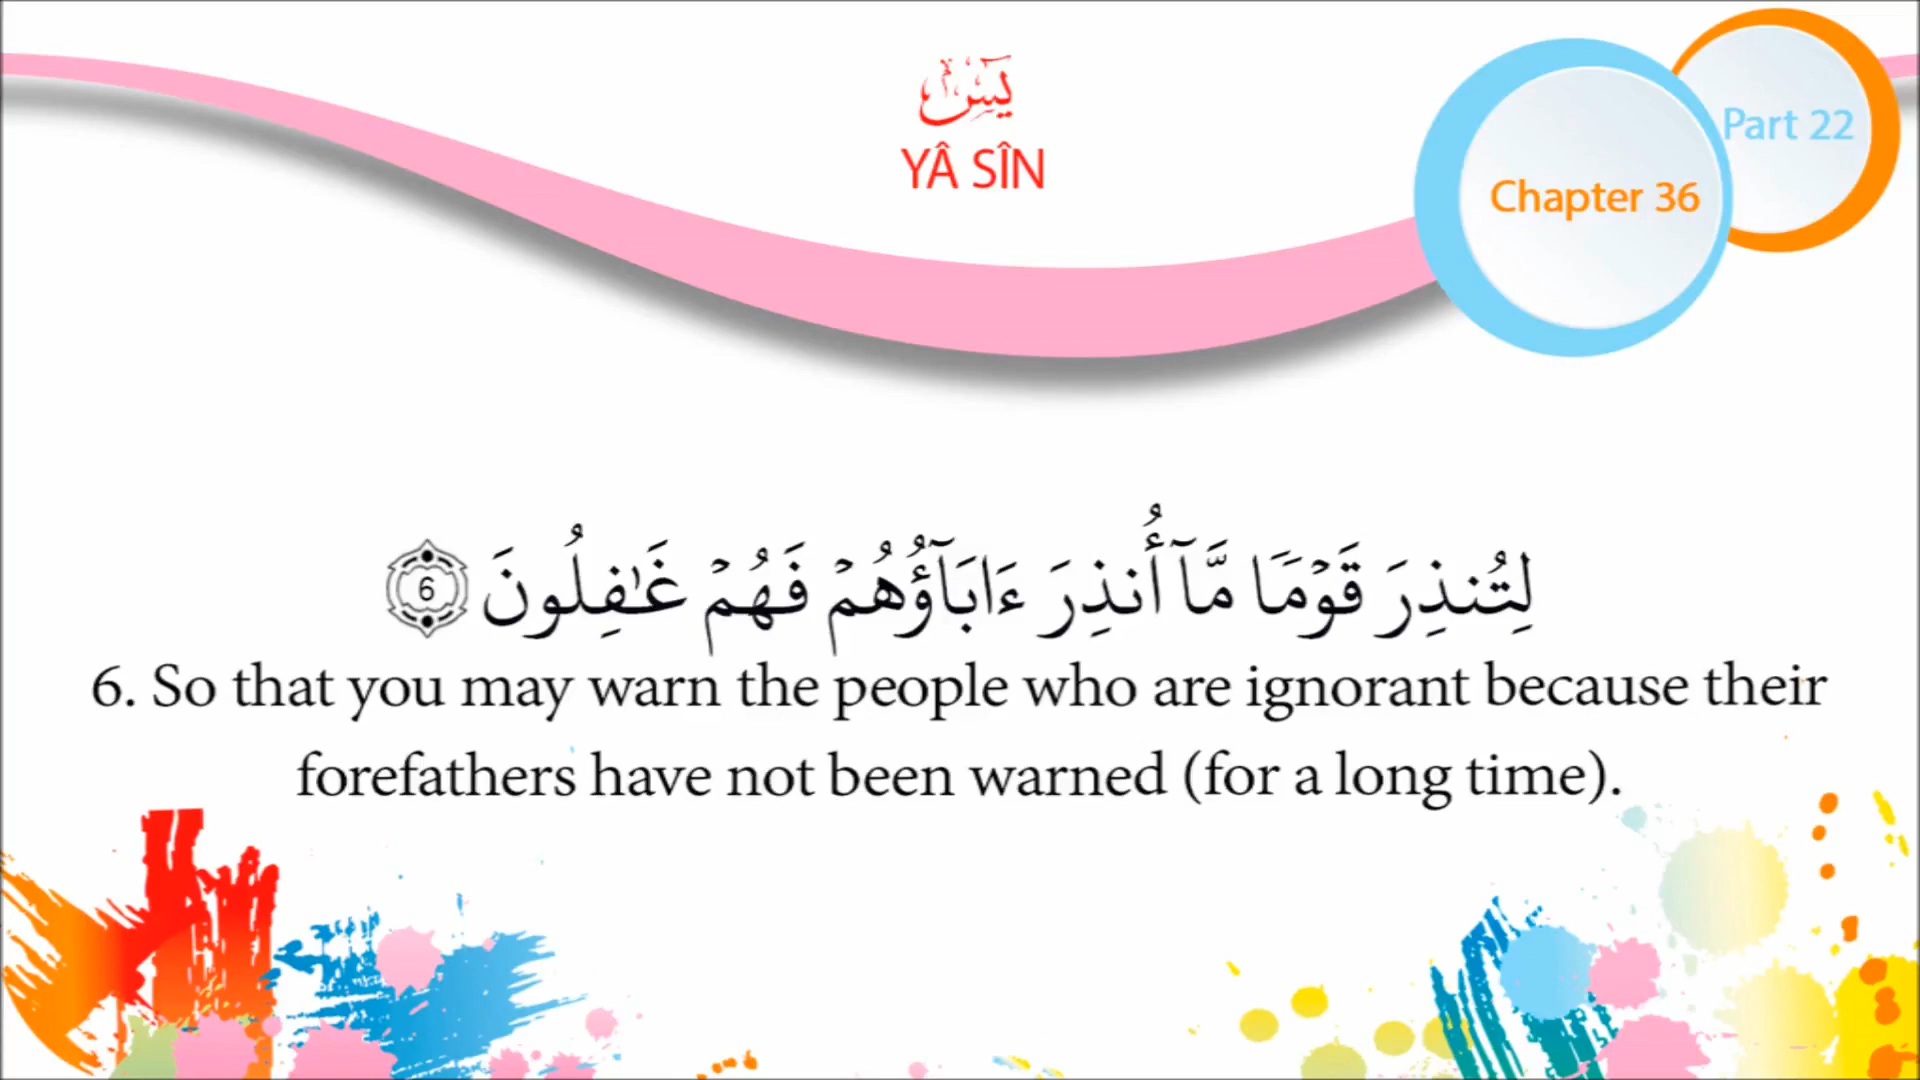 يسٓ
YÂ SÎN
Part 22
Chapter 36
لِتُنذِرَ قَوۡمٗا مَّآ أُنذِرَ ءَابَآؤُهُمۡ فَهُمۡ غَٰفِلُونَ 6
6. So that you may warn the people who are ignorant because their
forefathers have not been warned (for a long time).